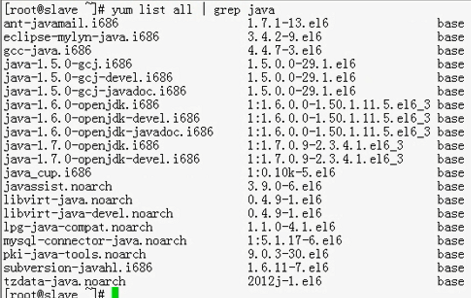 [root@slave ~]# yum list all | grep java
ant-javamail.i686 1.7.1-13.el6 base
eclipse-mylyn-java.i686 3.4.2-9.el6 base
gcc-java.i686 4.4.7-3.el6 base
java-1.5.0-gcj.i686 1.5.0.0-29.1.el6 base
java-1.5.0-gcj-devel.i686 1.5.0.0-29.1.el6 base
java-1.5.0-gcj-javadoc.i686 1.5.0.0-29.1.el6 base
java-1.6.0-openjdk.i686 1:1.6.0.0-1.50.1.11.5.el6_3 base
java-1.6.0-openjdk-devel.i686 1:1.6.0.0-1.50.1.11.5.el6_3 base
java-1.6.0-openjdk-javadoc.i686 1:1.6.0.0-1.50.1.11.5.el6_3 base
java-1.7.0-openjdk.i686 1:1.7.0.9-2.3.4.1.el6_3 base
java-1.7.0-openjdk-devel.i686 1:1.7.0.9-2.3.4.1.el6_3 base
java_cup.i686 1:0.10k-5.el6 base
javassist.noarch 3.9.0-6.el6 base
libvirt-java.noarch 0.4.9-1.el6 base
libvirt-java-devel.noarch 0.4.9-1.el6 base
lpg-java-compat.noarch 1.1.0-4.1.el6 base
mysql-connector-java.noarch 1:5.1.17-6.el6 base
pki-java-tools.noarch 9.0.3-30.el6 base
subversion-javahl.i686 1.6.11-7.el6 base
tzdata-java.noarch 2012j-1.el6 base
[root@slave ~]#